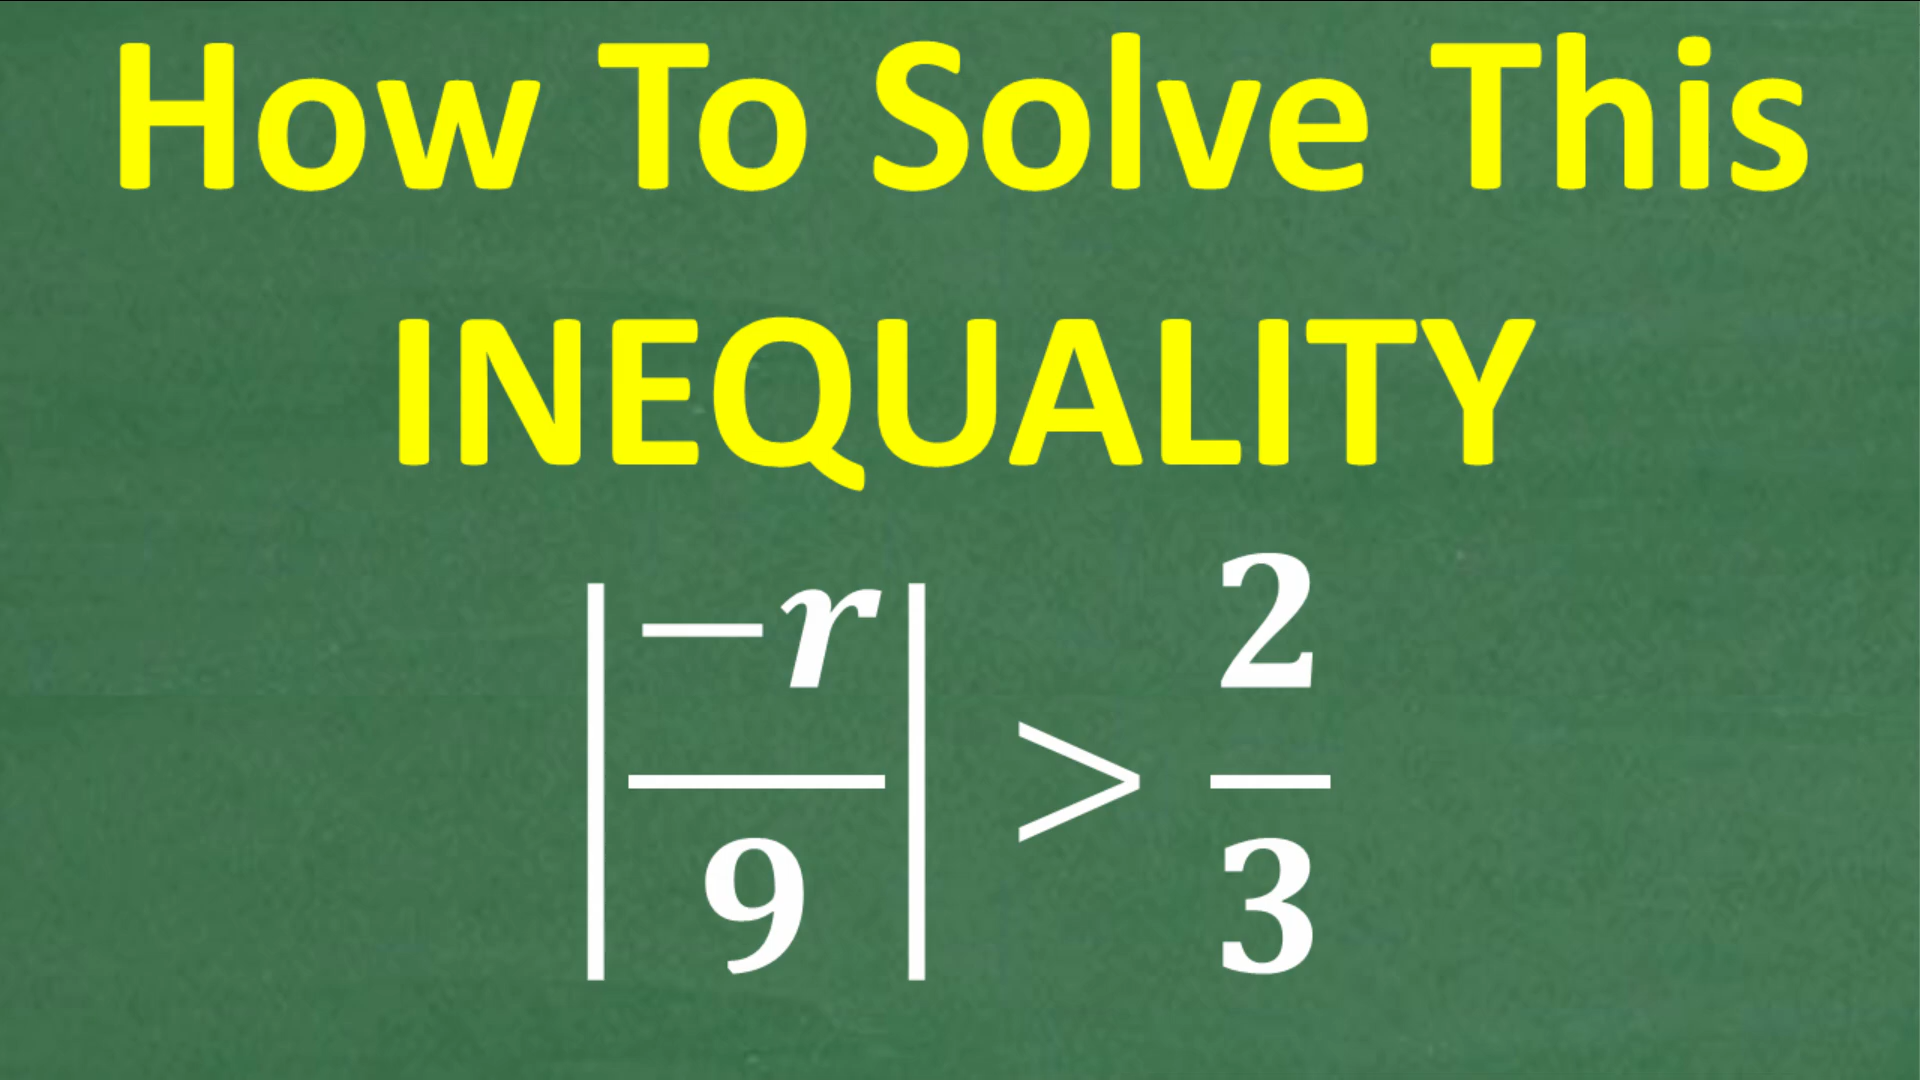 How To Solve This
INEQUALITY
|−r/9| > 2/3